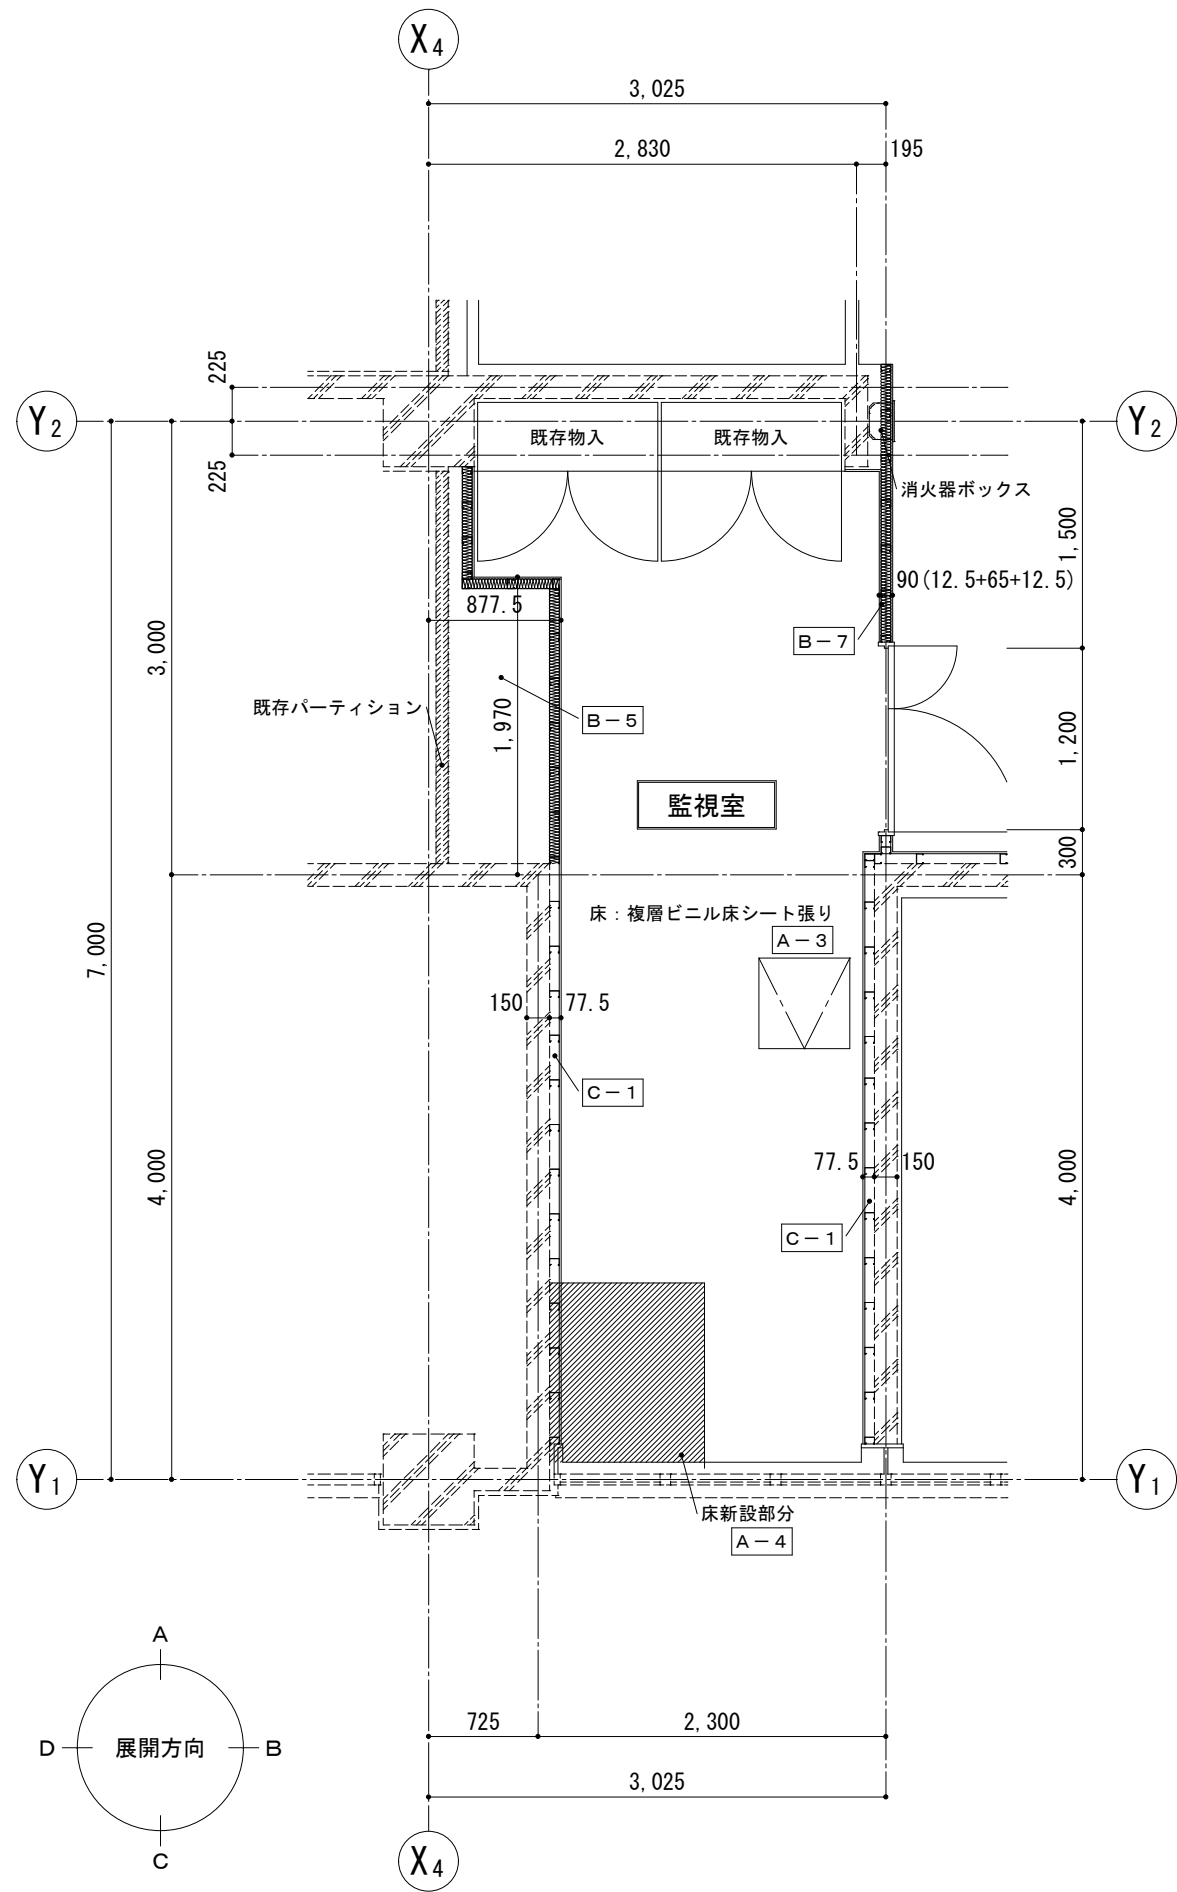 X4
3,025
2,830
195
225
Y2
Y2
225
既存物入
既存物入
消火器ボックス
1,500
90(12.5+65+12.5)
877.5
3,000
B-7
既存パーティション
1,970
B-5
1,200
監視室
300
床:複層ビニル床シート張り
A-3
7,000
150
77.5
C-1
4,000
77.5
150
4,000
C-1
Y1
Y1
床新設部分
A-4
A
D
展開方向
B
C
725
2,300
3,025
X4